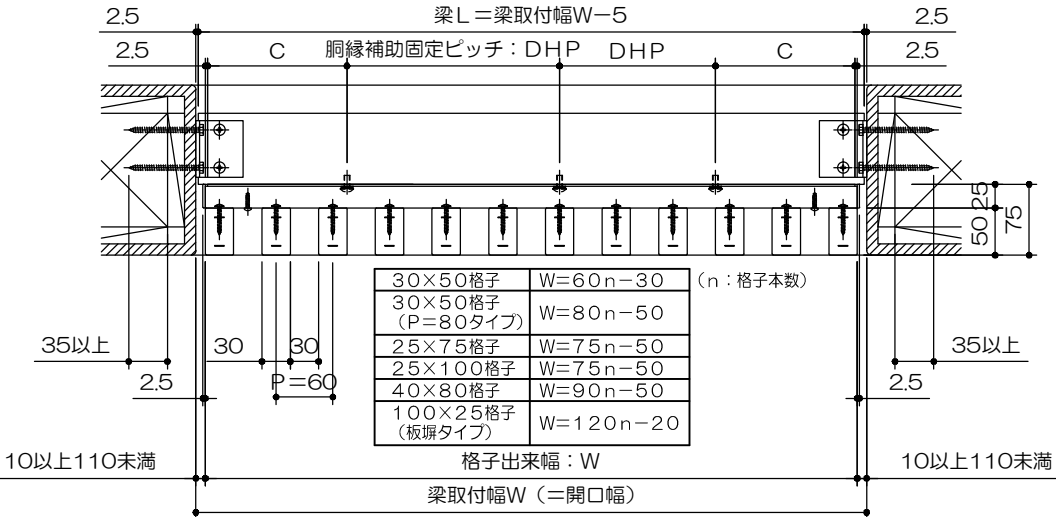 2.5
梁L＝梁取付幅W－5
2.5
2.5
C
胴縁補助固定ピッチ：DHP
DHP
C
2.5
25
50
75
30×50格子
W=60n−30
（n：格子本数）
30×50格子
（P=80タイプ）
W=80n−50
25×75格子
W=75n−50
25×100格子
W=75n−50
40×80格子
W=90n−50
100×25格子
（板塀タイプ）
W=120n−20
35以上
30
30
35以上
2.5
P=60
2.5
10以上110未満
格子出来幅：W
10以上110未満
梁取付幅W（＝開口幅）